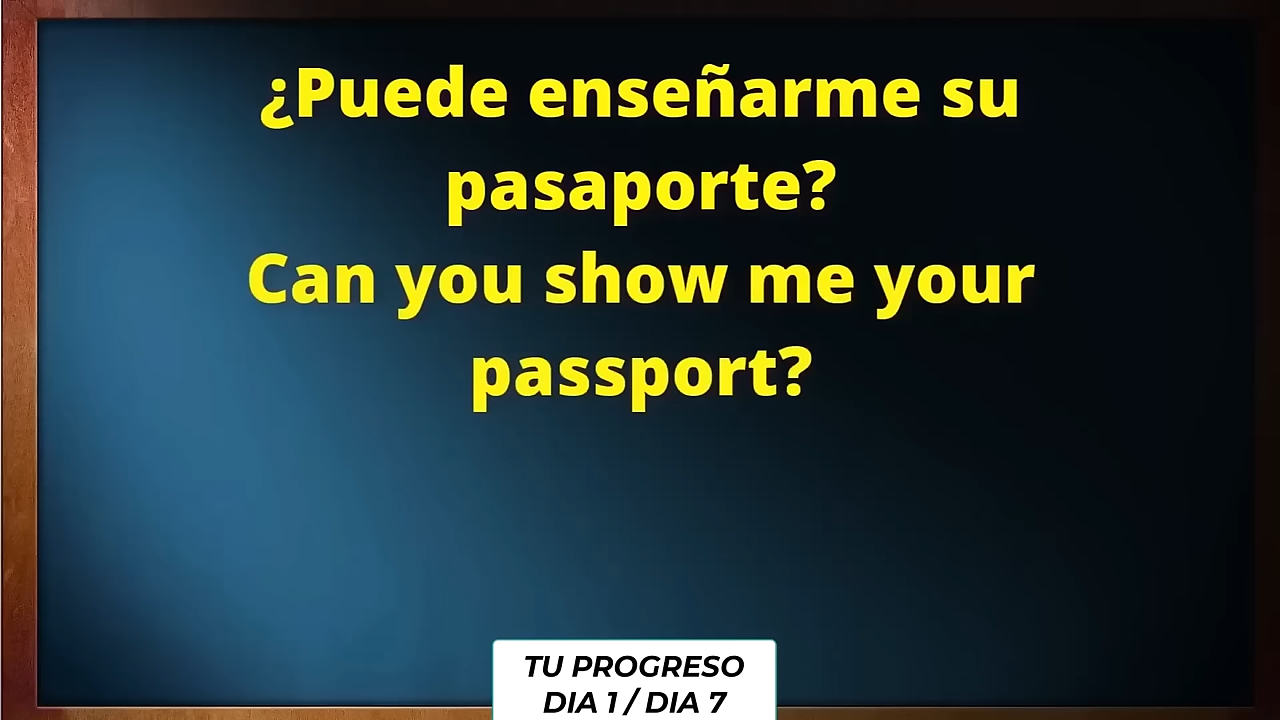 ¿Puede enseñarme su
pasaporte?
Can you show me your
passport?
TU PROGRESO
DIA 1 / DIA 7